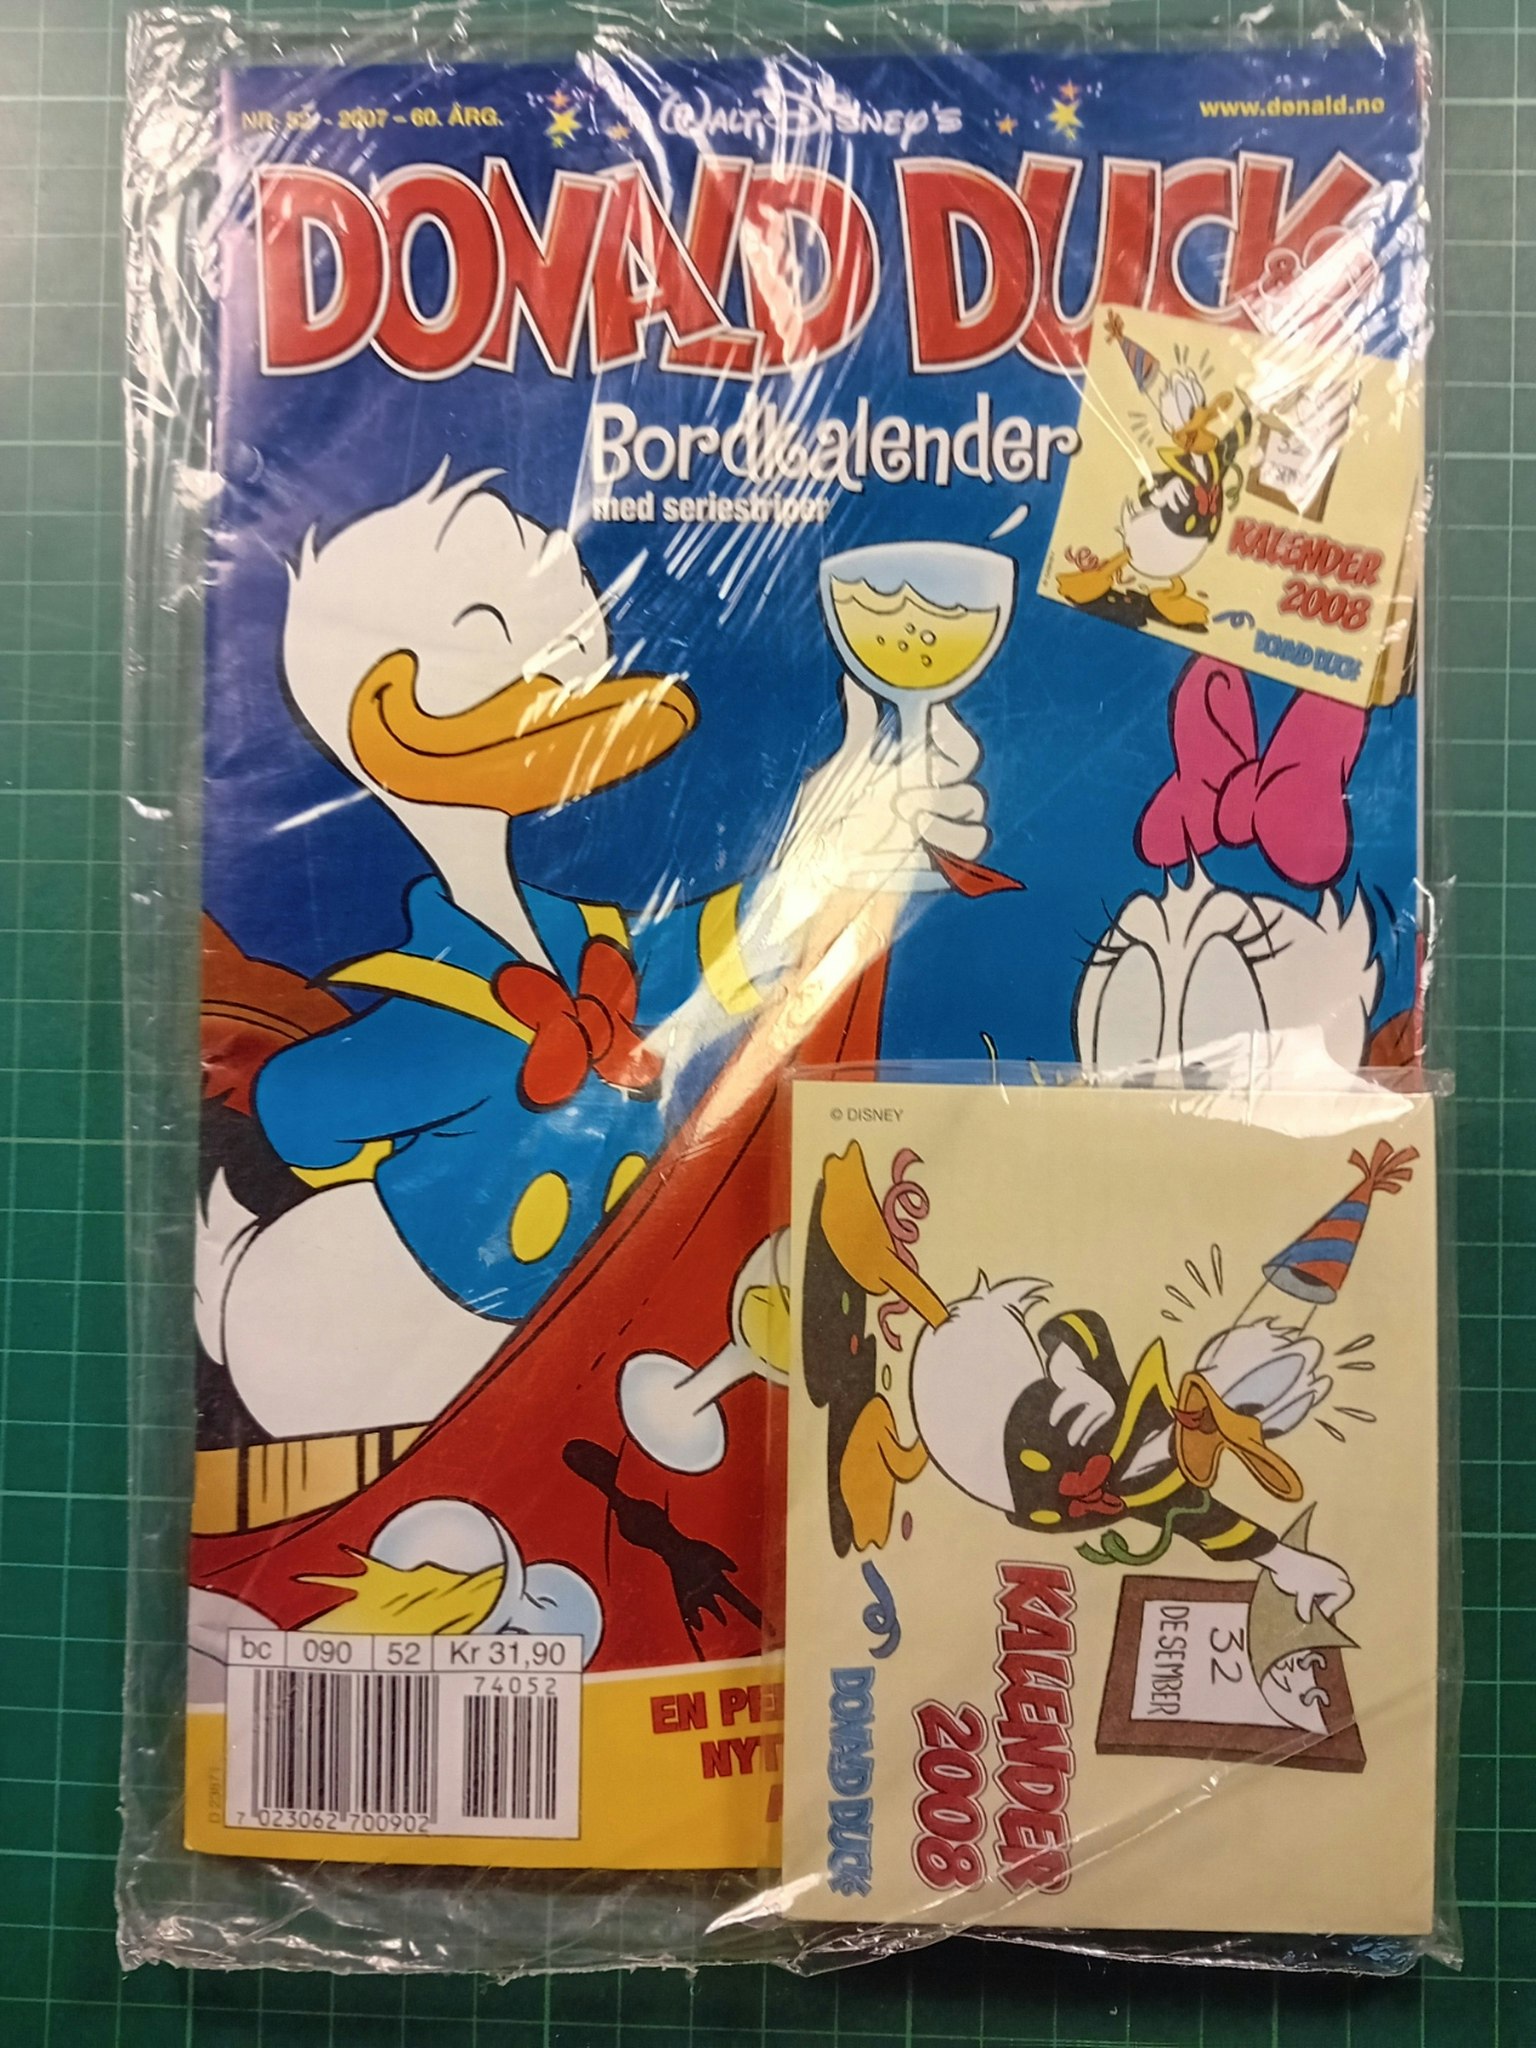 NR. 52 - 2007 - 60. ÅRG.
WALT DISNEY'S
www.donald.no
DONALD DUCK
& Co
Bordkalender
med seriestriper
32
KALENDER
2008
DONALD DUCK
© DISNEY
32
DESEMBER
KALENDER
2008
DONALD DUCK
bc 090 52 Kr 31,90
74052
7 023062 700902
EN
NYT